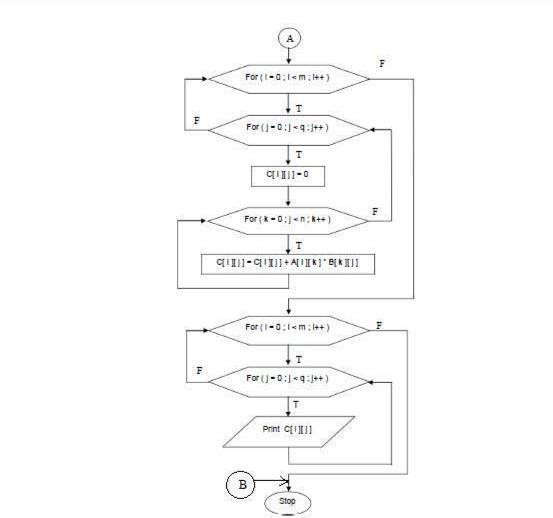 A
For ( I = 0 ; I < m ; I++ )
F
T
F
For ( j = 0 ; j < q ; j++ )
T
C[ I ][ j ] = 0
For ( k = 0 ; j < n ; k++ )
F
T
C[ I ][ j ] = C[ I ][ j ] + A[ I ][ k ] * B[ k ][ j ]
For ( I = 0 ; I < m ; I++ )
F
T
F
For ( j = 0 ; j < q ; j++ )
T
Print C[ I ][ j ]
B
Stop